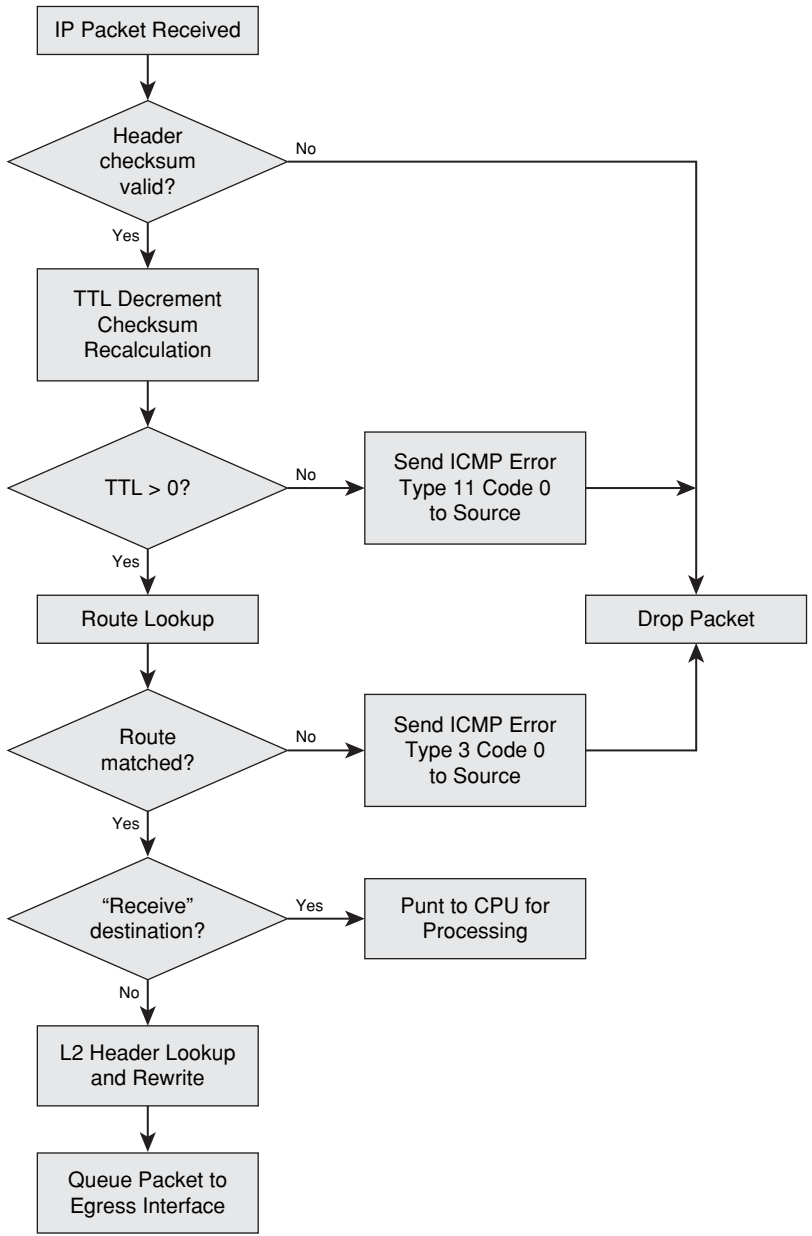 IP Packet Received
Header
checksum
valid?
No
Yes
TTL Decrement
Checksum
Recalculation
TTL > 0?
No
Send ICMP Error
Type 11 Code 0
to Source
Yes
Route Lookup
Drop Packet
Route
matched?
No
Send ICMP Error
Type 3 Code 0
to Source
Yes
“Receive”
destination?
Yes
Punt to CPU for
Processing
No
L2 Header Lookup
and Rewrite
Queue Packet to
Egress Interface